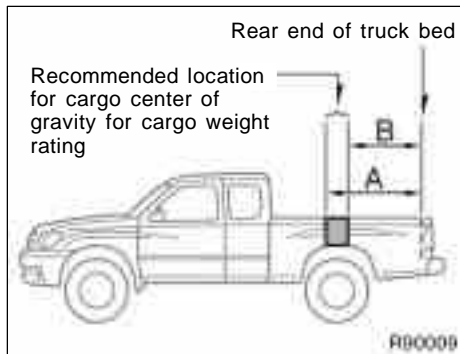 Rear end of truck bed
Recommended location
for cargo center of
gravity for cargo weight
rating
B
A
R90009